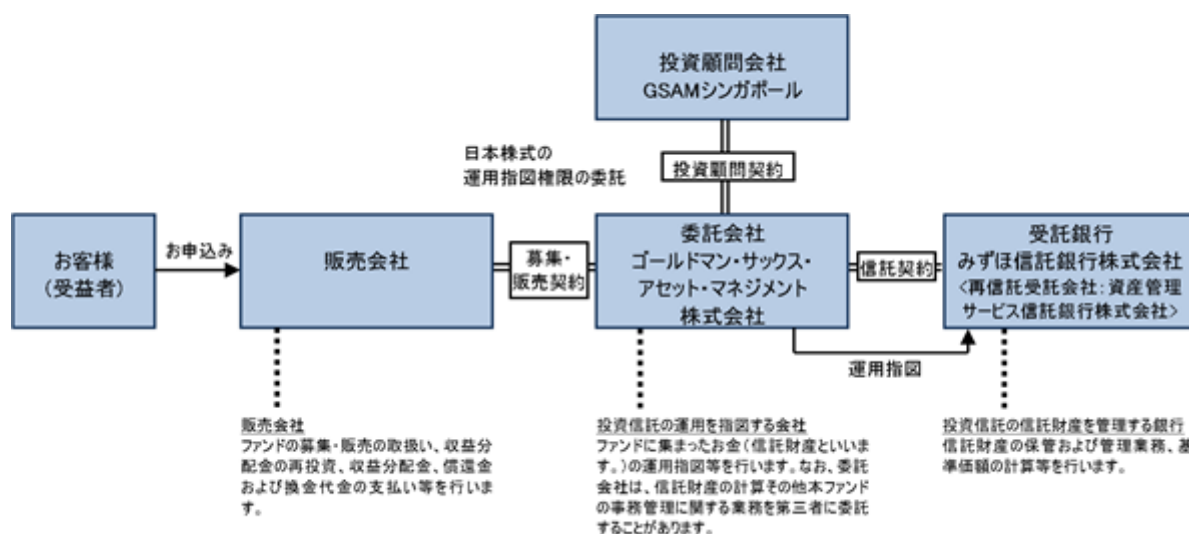 投資顧問会社
GSAMシンガポール
日本株式の
運用指図権限の委託
投資顧問契約
お客様
(受益者)
お申込み
販売会社
募集・
販売契約
委託会社
ゴールドマン・サックス・
アセット・マネジメント
株式会社
信託契約
受託銀行
みずほ信託銀行株式会社
<再信託受託会社:資産管理
サービス信託銀行株式会社>
運用指図
販売会社
ファンドの募集・販売の取扱い、収益分
配金の再投資、収益分配金、償還金
および換金代金の支払い等を行いま
す。
投資信託の運用を指図する会社
ファンドに集まったお金(信託財産といいま
す。)の運用指図等を行います。なお、委託
会社は、信託財産の計算その他本ファンド
の事務管理に関する業務を第三者に委託
することがあります。
投資信託の信託財産を管理する銀行
信託財産の保管および管理業務、基
準価額の計算等を行います。